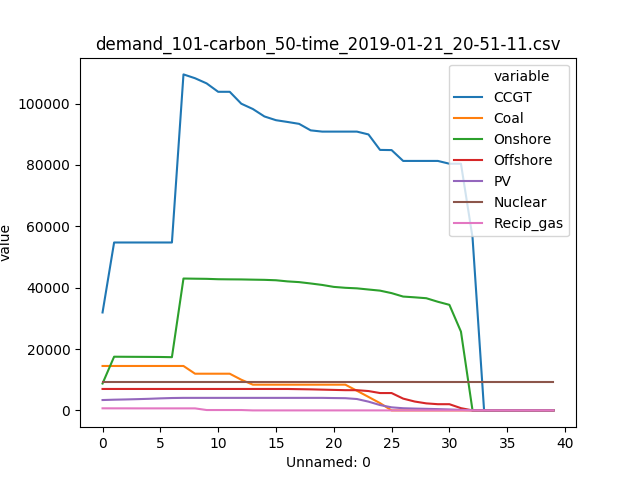 demand_101-carbon_50-time_2019-01-21_20-51-11.csv
variable
CCGT
Coal
Onshore
Offshore
PV
Nuclear
Recip_gas
value
100000
80000
60000
40000
20000
0
0 5 10 15 20 25 30 35 40
Unnamed: 0